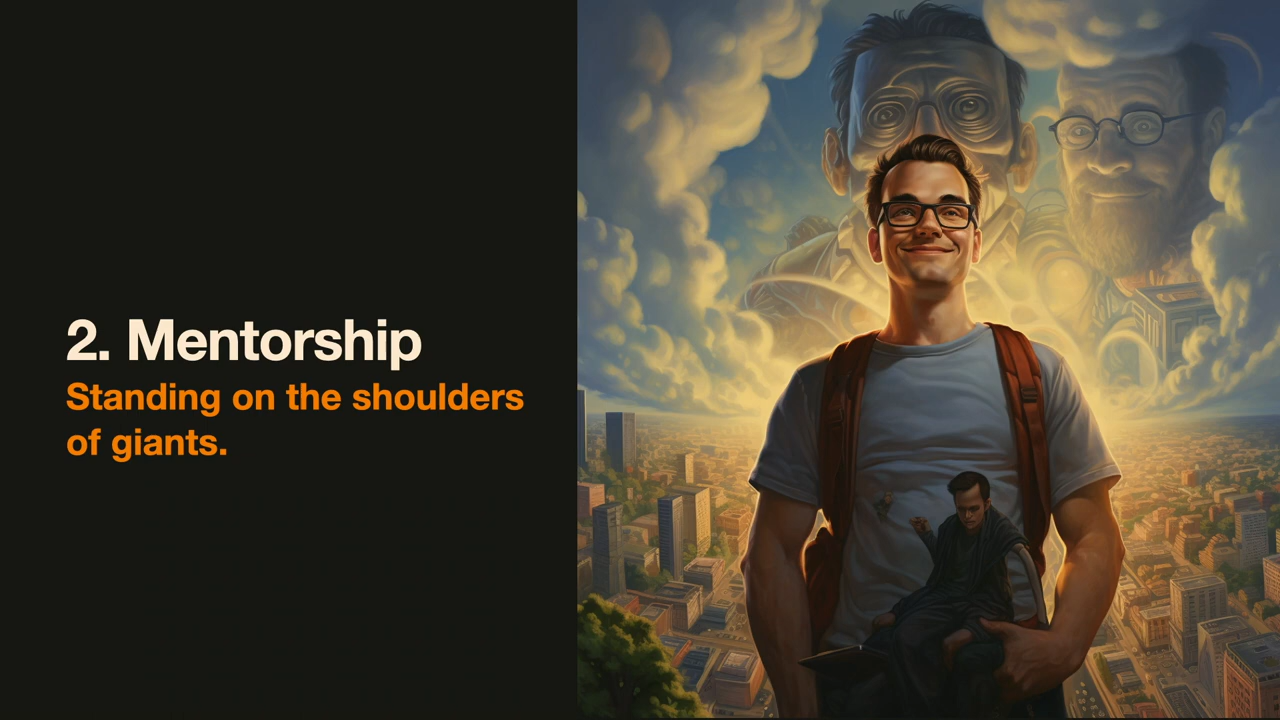 2. Mentorship
Standing on the shoulders
of giants.